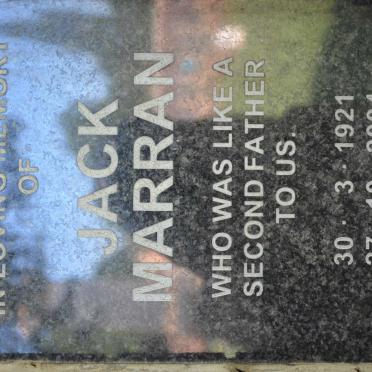 IN LOVING MEMORY
OF
JACK
MARRAN
WHO WAS LIKE A
SECOND FATHER
TO US.
30 · 3 · 1921